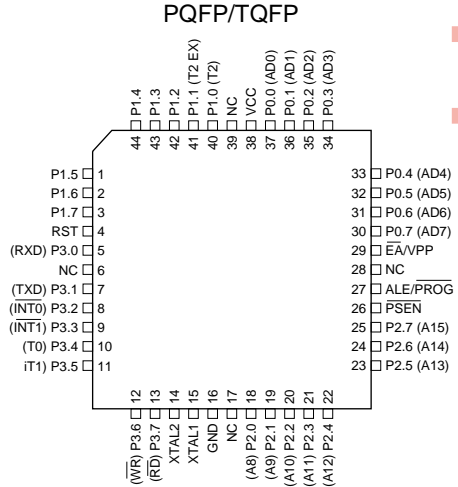 PQFP/TQFP
P1.4
P1.3
P1.2
P1.1 (T2 EX)
P1.0 (T2)
NC
VCC
P0.0 (AD0)
P0.1 (AD1)
P0.2 (AD2)
P0.3 (AD3)
44
43
42
41
40
39
38
37
36
35
34
P1.5 1
P1.6 2
P1.7 3
RST 4
(RXD) P3.0 5
NC 6
(TXD) P3.1 7
(INT0) P3.2 8
(INT1) P3.3 9
(T0) P3.4 10
iT1) P3.5 11
33 P0.4 (AD4)
32 P0.5 (AD5)
31 P0.6 (AD6)
30 P0.7 (AD7)
29 EA/VPP
28 NC
27 ALE/PROG
26 PSEN
25 P2.7 (A15)
24 P2.6 (A14)
23 P2.5 (A13)
12
13
14
15
16
17
18
19
20
21
22
(WR) P3.6
(RD) P3.7
XTAL2
XTAL1
GND
NC
(A8) P2.0
(A9) P2.1
(A10) P2.2
(A11) P2.3
(A12) P2.4